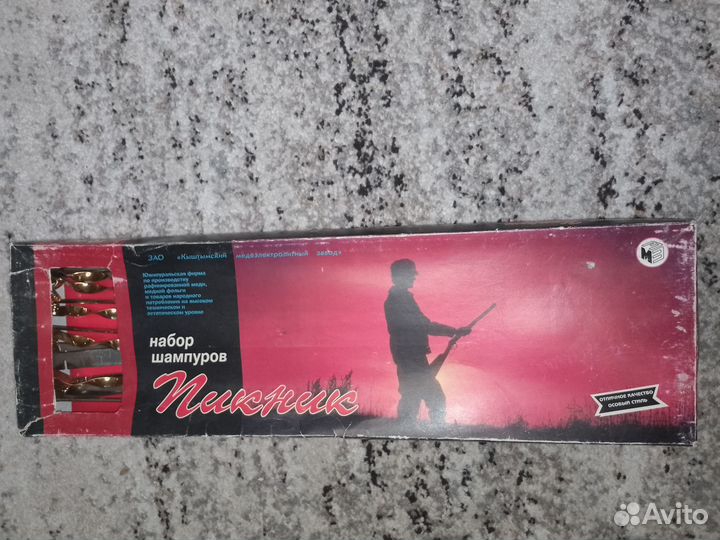 ЗАО «Кыштымский медеэлектролитный завод»
Южноуральская фирма
по производству
рафинированной меди,
медной фольги
и товаров народного
потребления на высоком
техническом и
эстетическом уровне
набор
шампуров
Пикник
ОТЛИЧНОЕ КАЧЕСТВО
ОСОБЫЙ СТИЛЬ
Avito